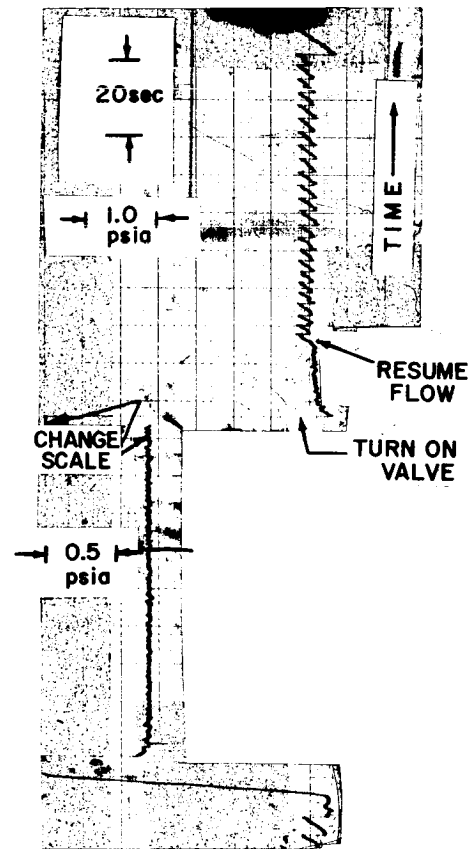 20sec
1.0
psia
TIME
RESUME
FLOW
CHANGE
SCALE
TURN ON
VALVE
0.5
psia